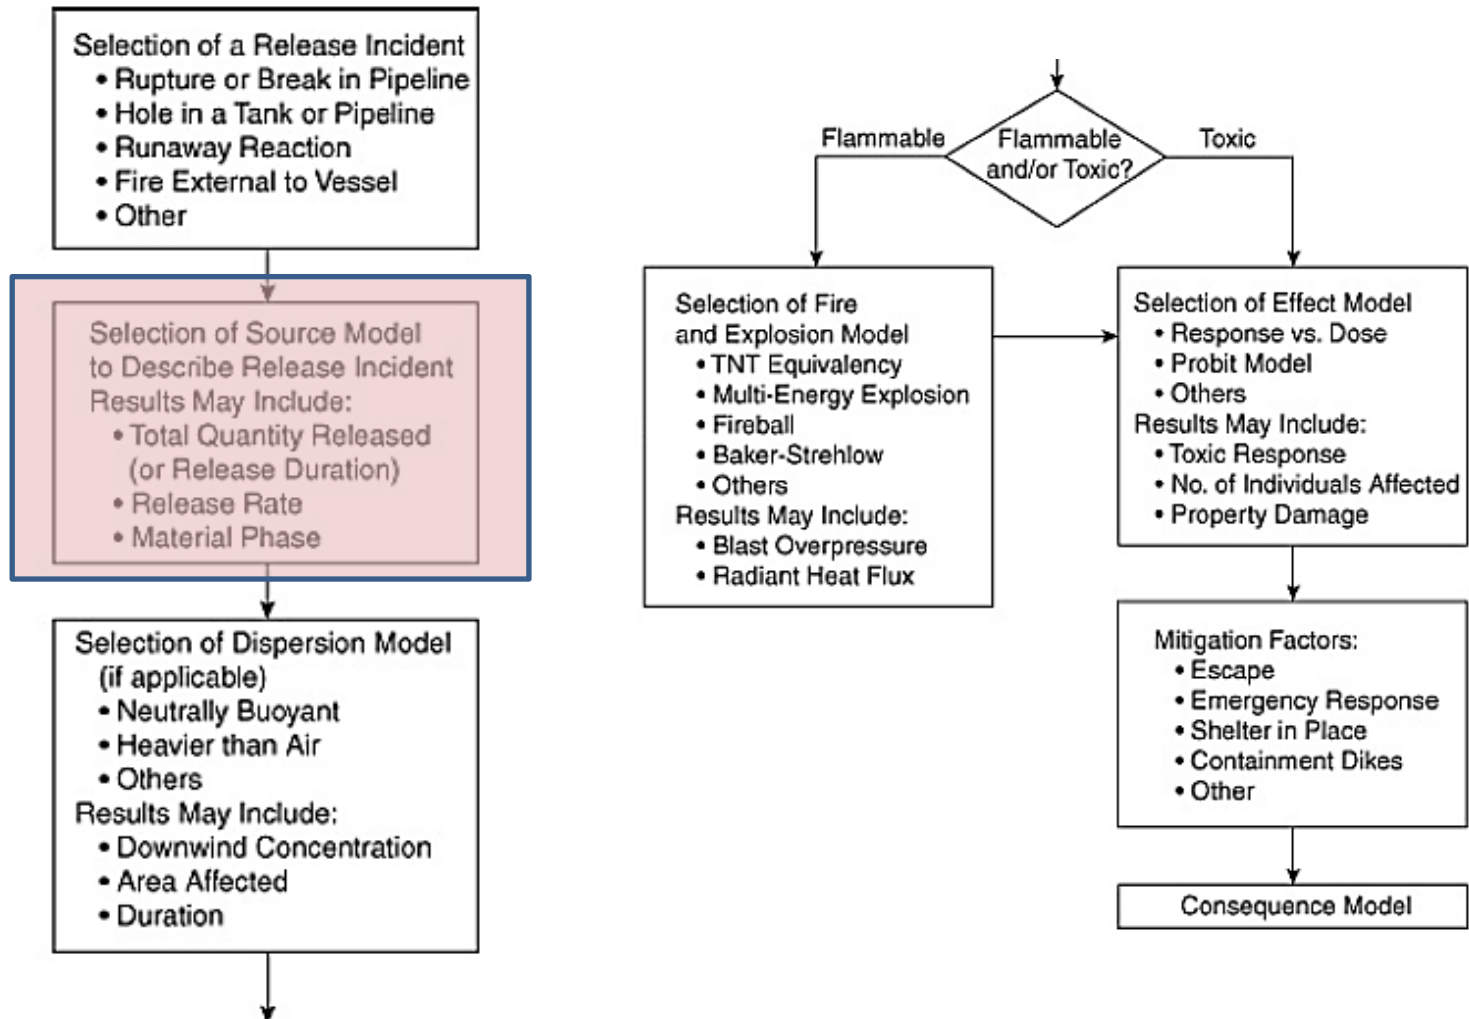 Selection of a Release Incident
• Rupture or Break in Pipeline
• Hole in a Tank or Pipeline
• Runaway Reaction
• Fire External to Vessel
• Other
Selection of Source Model
to Describe Release Incident
Results May Include:
• Total Quantity Released
(or Release Duration)
• Release Rate
• Material Phase
Selection of Dispersion Model
(if applicable)
• Neutrally Buoyant
• Heavier than Air
• Others
Results May Include:
• Downwind Concentration
• Area Affected
• Duration
Flammable
and/or Toxic?
Flammable
Toxic
Selection of Fire
and Explosion Model
• TNT Equivalency
• Multi-Energy Explosion
• Fireball
• Baker-Strehlow
• Others
Results May Include:
• Blast Overpressure
• Radiant Heat Flux
Selection of Effect Model
• Response vs. Dose
• Probit Model
• Others
Results May Include:
• Toxic Response
• No. of Individuals Affected
• Property Damage
Mitigation Factors:
• Escape
• Emergency Response
• Shelter in Place
• Containment Dikes
• Other
Consequence Model